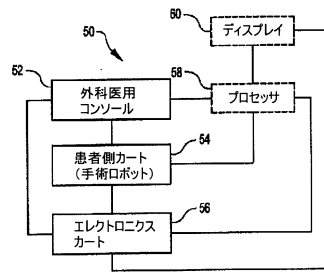 60
ディスプレイ
50
52
58
外科医用
コンソール
プロセッサ
54
患者側カート
(手術ロボット)
56
エレクトロニクス
カート